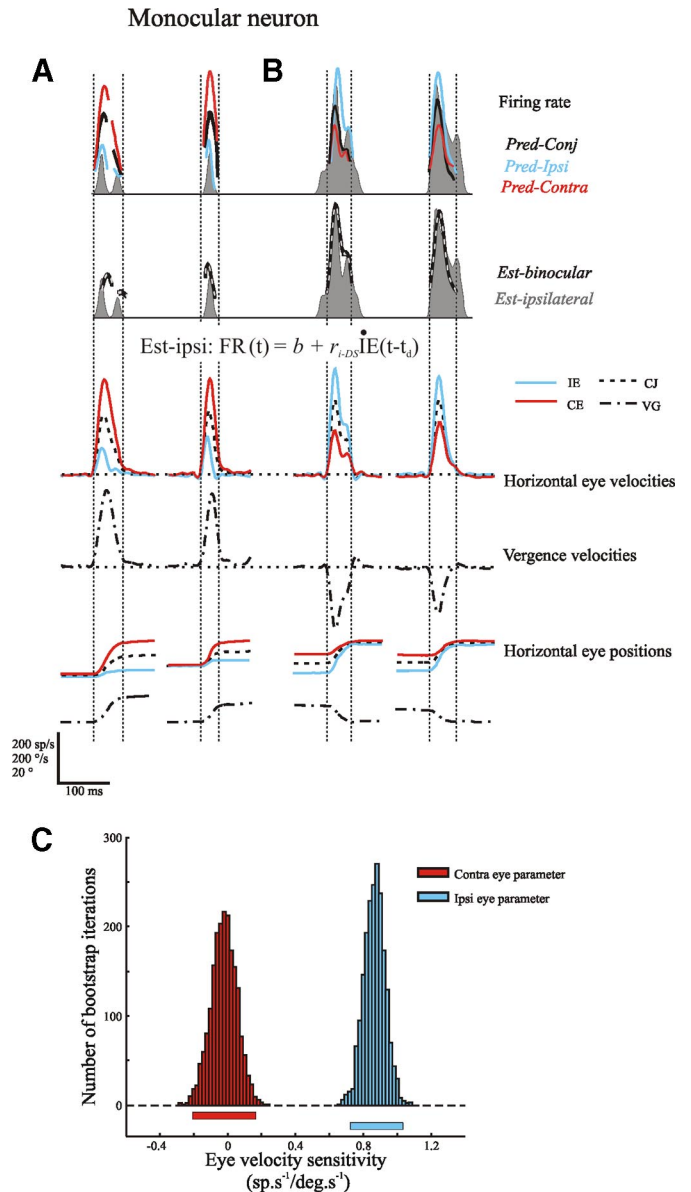 Monocular neuron
A
B
Firing rate
Pred-Conj
Pred-Ipsi
Pred-Contra
Est-binocular
Est-ipsilateral
Est-ipsi: FR(t) = b + r_i-DS İE(t-t_d)
IE
CJ
CE
VG
Horizontal eye velocities
Vergence velocities
Horizontal eye positions
200 sp/s
200 °/s
20 °
100 ms
C
300
200
100
0
Number of bootstrap iterations
Contra eye parameter
Ipsi eye parameter
-0.4 0 0.4 0.8 1.2
Eye velocity sensitivity
(sp.s⁻¹/deg.s⁻¹)